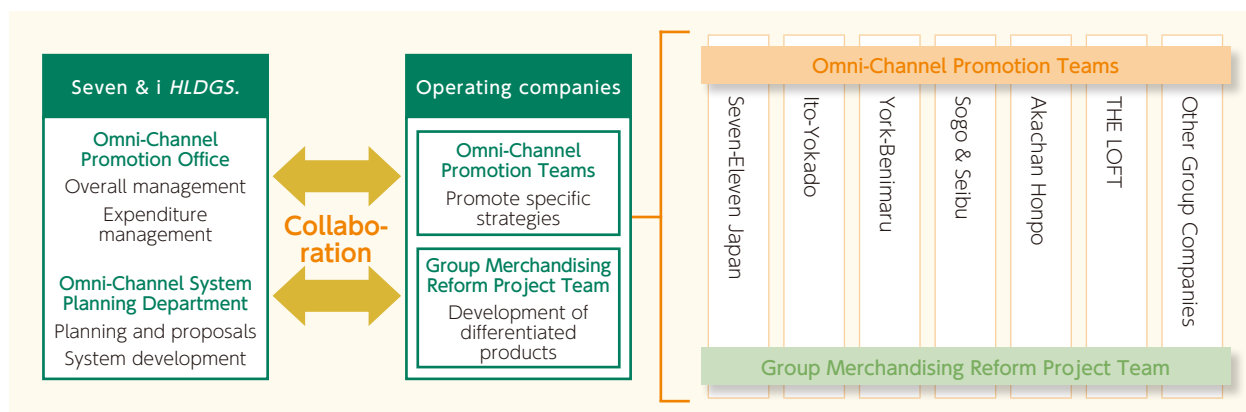 Seven & i HLDGS.
Omni-Channel
Promotion Office
Overall management
Expenditure
management
Omni-Channel System
Planning Department
Planning and proposals
System development
Collabo-
ration
Operating companies
Omni-Channel
Promotion Teams
Promote specific
strategies
Group Merchandising
Reform Project Team
Development of
differentiated
products
Omni-Channel Promotion Teams
Seven-Eleven Japan
Ito-Yokado
York-Benimaru
Sogo & Seibu
Akachan Honpo
THE LOFT
Other Group Companies
Group Merchandising Reform Project Team